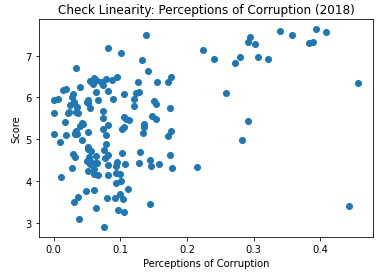 Check Linearity: Perceptions of Corruption (2018)
Score
7
6
5
4
3
0.0 0.1 0.2 0.3 0.4
Perceptions of Corruption